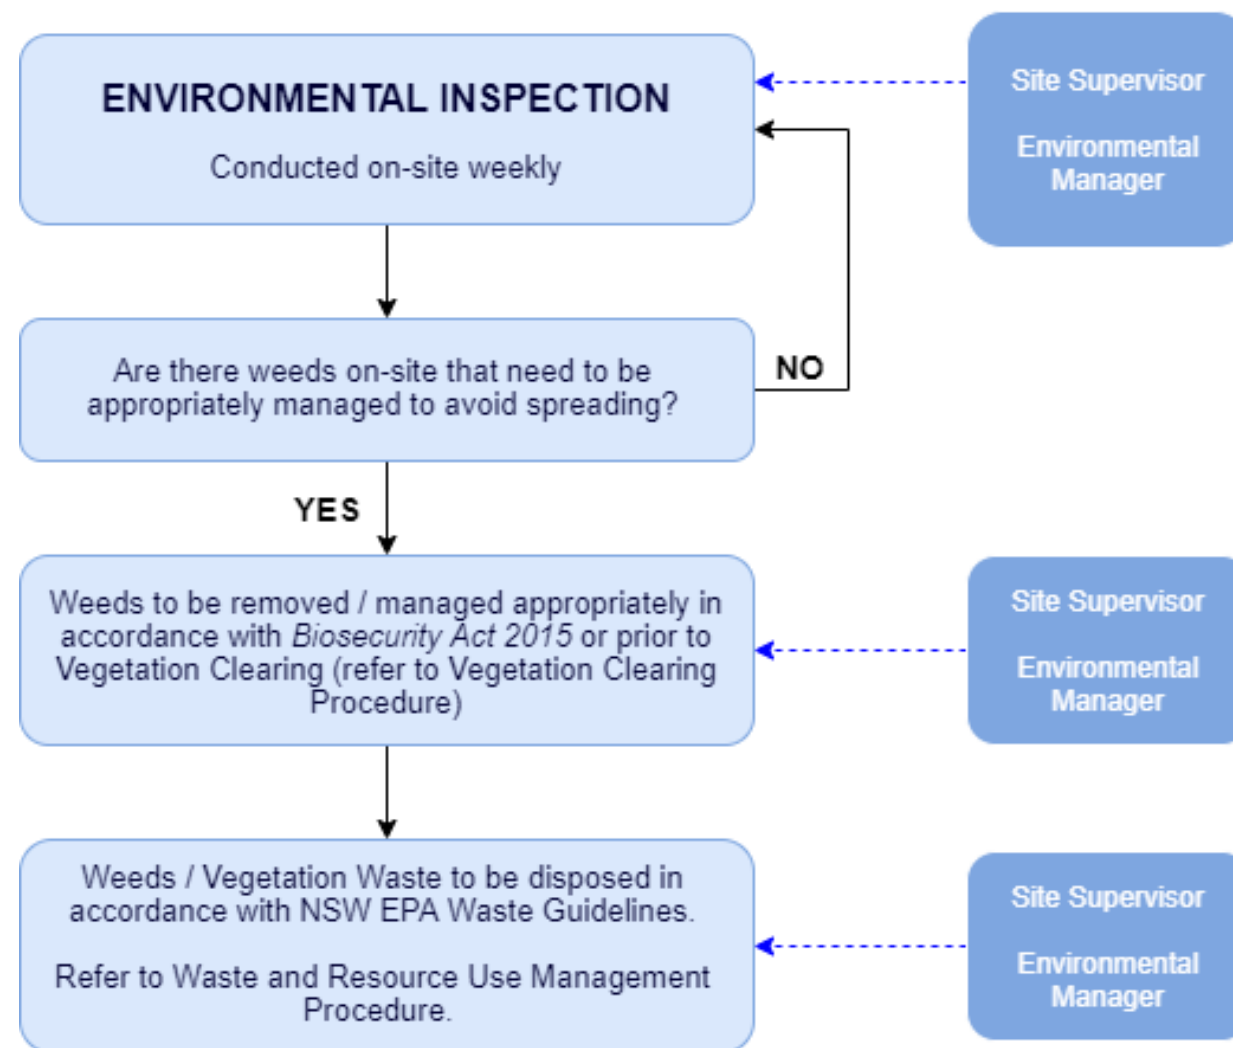 ENVIRONMENTAL INSPECTION
Conducted on-site weekly
Site Supervisor
Environmental
Manager
Are there weeds on-site that need to be
appropriately managed to avoid spreading?
NO
YES
Weeds to be removed / managed appropriately in
accordance with Biosecurity Act 2015 or prior to
Vegetation Clearing (refer to Vegetation Clearing
Procedure)
Site Supervisor
Environmental
Manager
Weeds / Vegetation Waste to be disposed in
accordance with NSW EPA Waste Guidelines.
Refer to Waste and Resource Use Management
Procedure.
Site Supervisor
Environmental
Manager